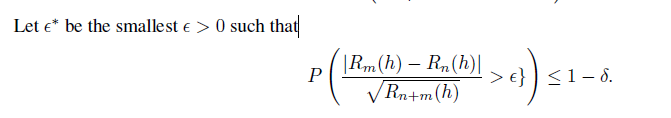 Let ϵ* be the smallest ϵ > 0 such that
P ( |R_m(h) − R_n(h)| / √R_{n+m}(h) > ϵ} ) ≤ 1 − δ.